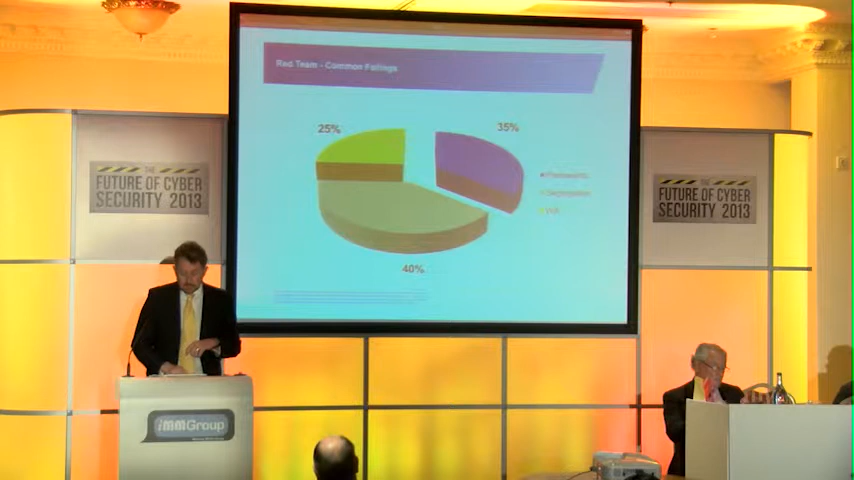 Red Team - Common Failings
25%
35%
Passwords
Segregation
40%
THE
FUTURE OF CYBER
SECURITY 2013
THE
FUTURE OF CYBER
SECURITY 2013
iMMGroup